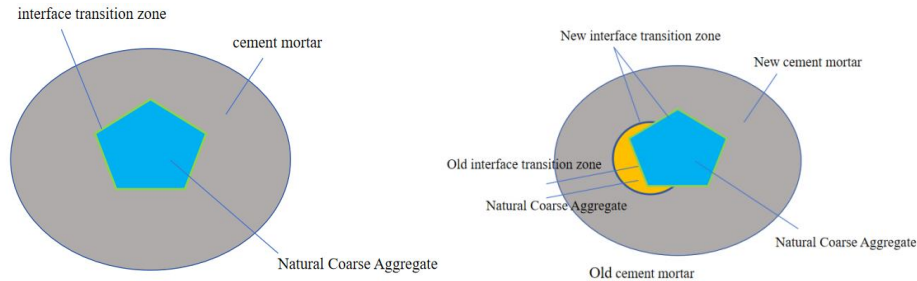 interface transition zone
cement mortar
Natural Coarse Aggregate
New interface transition zone
New cement mortar
Old interface transition zone
Natural Coarse Aggregate
Natural Coarse Aggregate
Old cement mortar